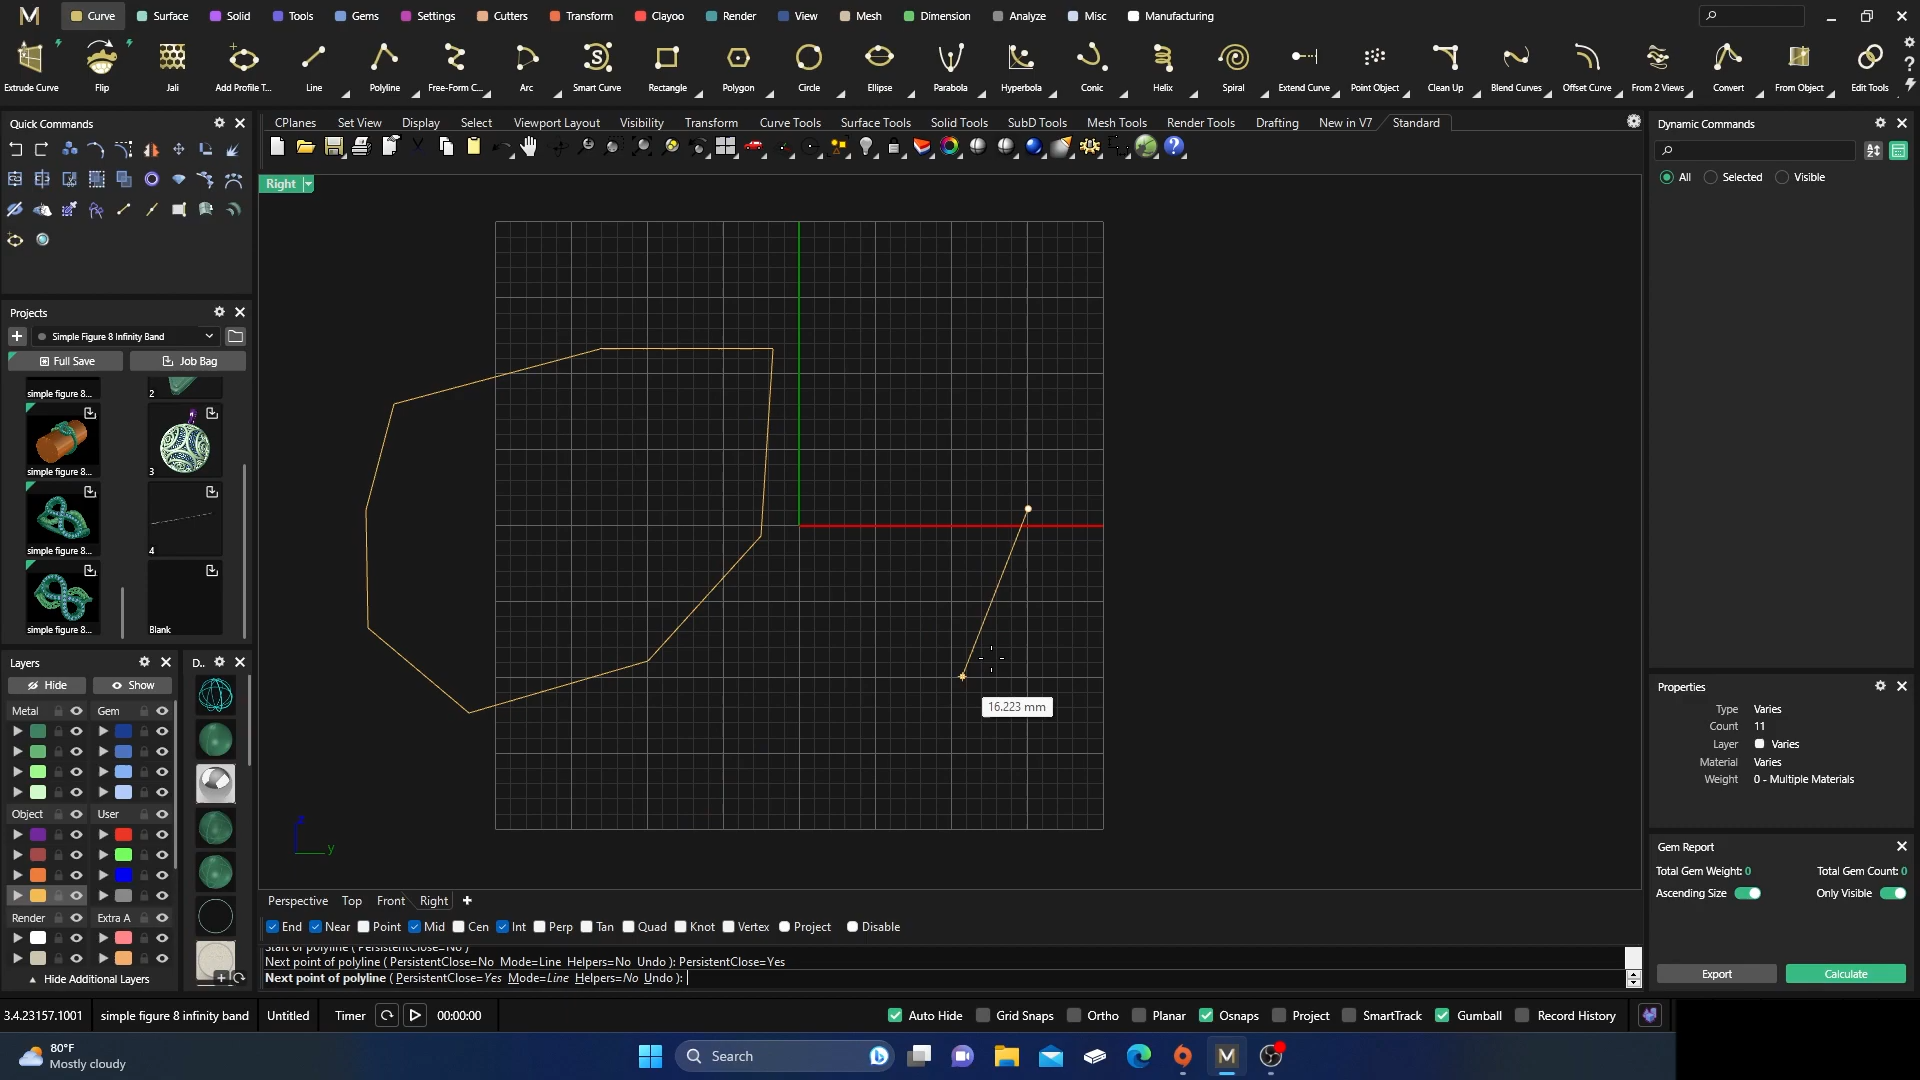 Curve Surface Solid Tools Gems Settings Cutters Transform Clayoo Render View Mesh Dimension Analyze Misc Manufacturing
Extrude Curve Flip Jali Add Profile T... Line Polyline Free-Form C... Arc Smart Curve Rectangle Polygon Circle Ellipse Parabola Hyperbola Conic Helix Spiral Extend Curve Point Object Clean Up Blend Curves Offset Curve From 2 Views Convert From Object Edit Tools
Quick Commands
CPlanes Set View Display Select Viewport Layout Visibility Transform Curve Tools Surface Tools Solid Tools SubD Tools Mesh Tools Render Tools Drafting New in V7 Standard
Dynamic Commands
All Selected Visible
Right
Projects
Simple Figure 8 Infinity Band
Full Save Job Bag
simple figure 8... 2
simple figure 8... 3
simple figure 8... 4
simple figure 8... Blank
16.223 mm
z
y
Layers D..
Hide Show
Metal Gem
Object User
Render Extra A
Hide Additional Layers
Properties
Type Varies
Count 11
Layer Varies
Material Varies
Weight 0 - Multiple Materials
Gem Report
Total Gem Weight: 0 Total Gem Count: 0
Ascending Size Only Visible
Export Calculate
Perspective Top Front Right
End Near Point Mid Cen Int Perp Tan Quad Knot Vertex Project Disable
Start of polyline ( PersistentClose=No )
Next point of polyline ( PersistentClose=No Mode=Line Helpers=No Undo ): PersistentClose=Yes
Next point of polyline ( PersistentClose=Yes Mode=Line Helpers=No Undo ):
3.4.23157.1001 simple figure 8 infinity band Untitled Timer 00:00:00 Auto Hide Grid Snaps Ortho Planar Osnaps Project SmartTrack Gumball Record History
80°F
Mostly cloudy
Search